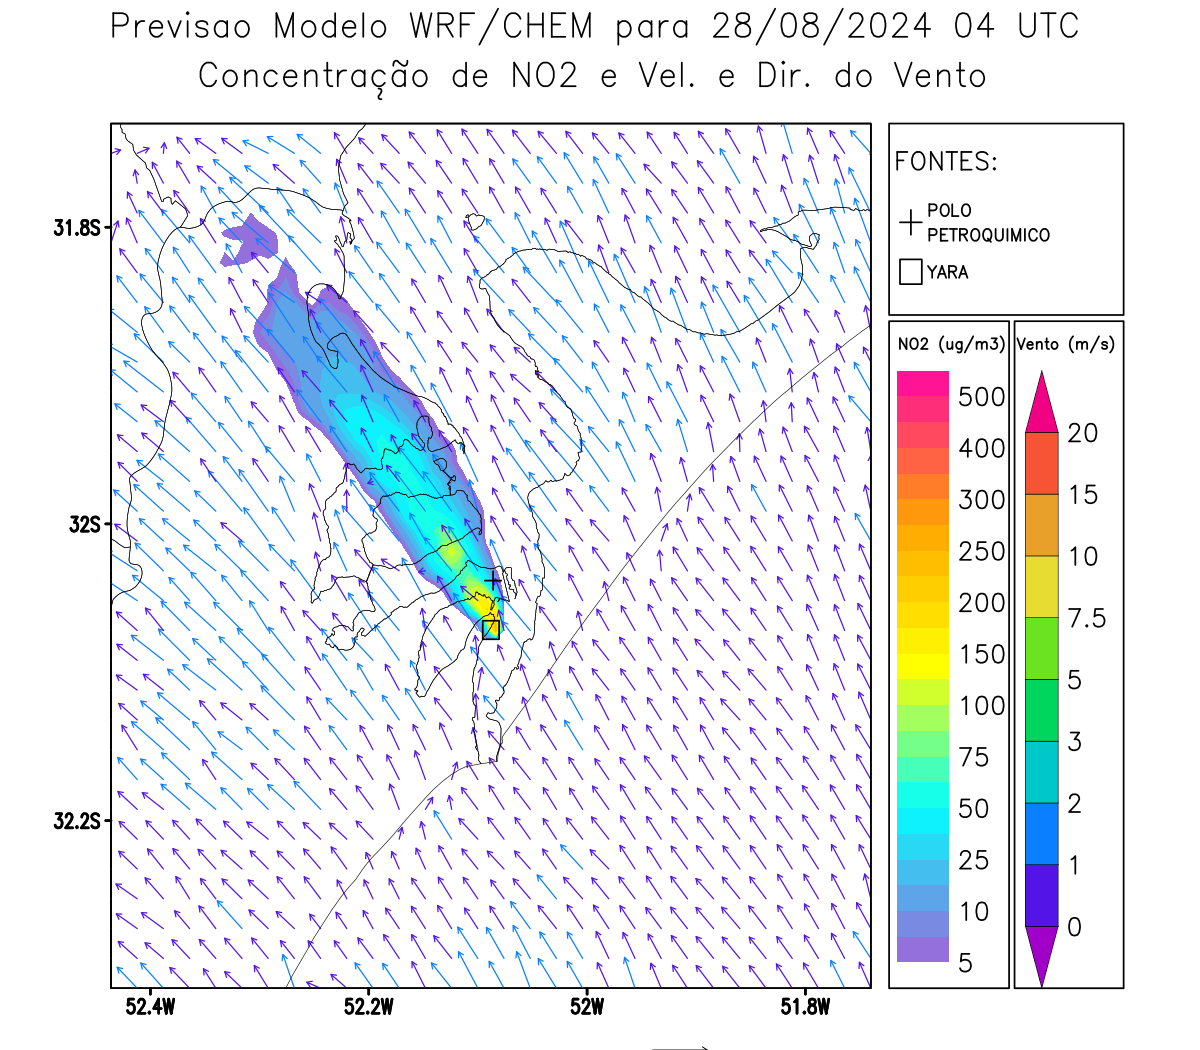 Previsao Modelo WRF/CHEM para 28/08/2024 04 UTC
Concentração de NO2 e Vel. e Dir. do Vento
FONTES:
POLO
PETROQUIMICO
YARA
NO2 (ug/m3)
500
400
300
250
200
150
100
75
50
25
10
5
Vento (m/s)
20
15
10
7.5
5
3
2
1
0
31.8S
32S
32.2S
52.4W
52.2W
52W
51.8W